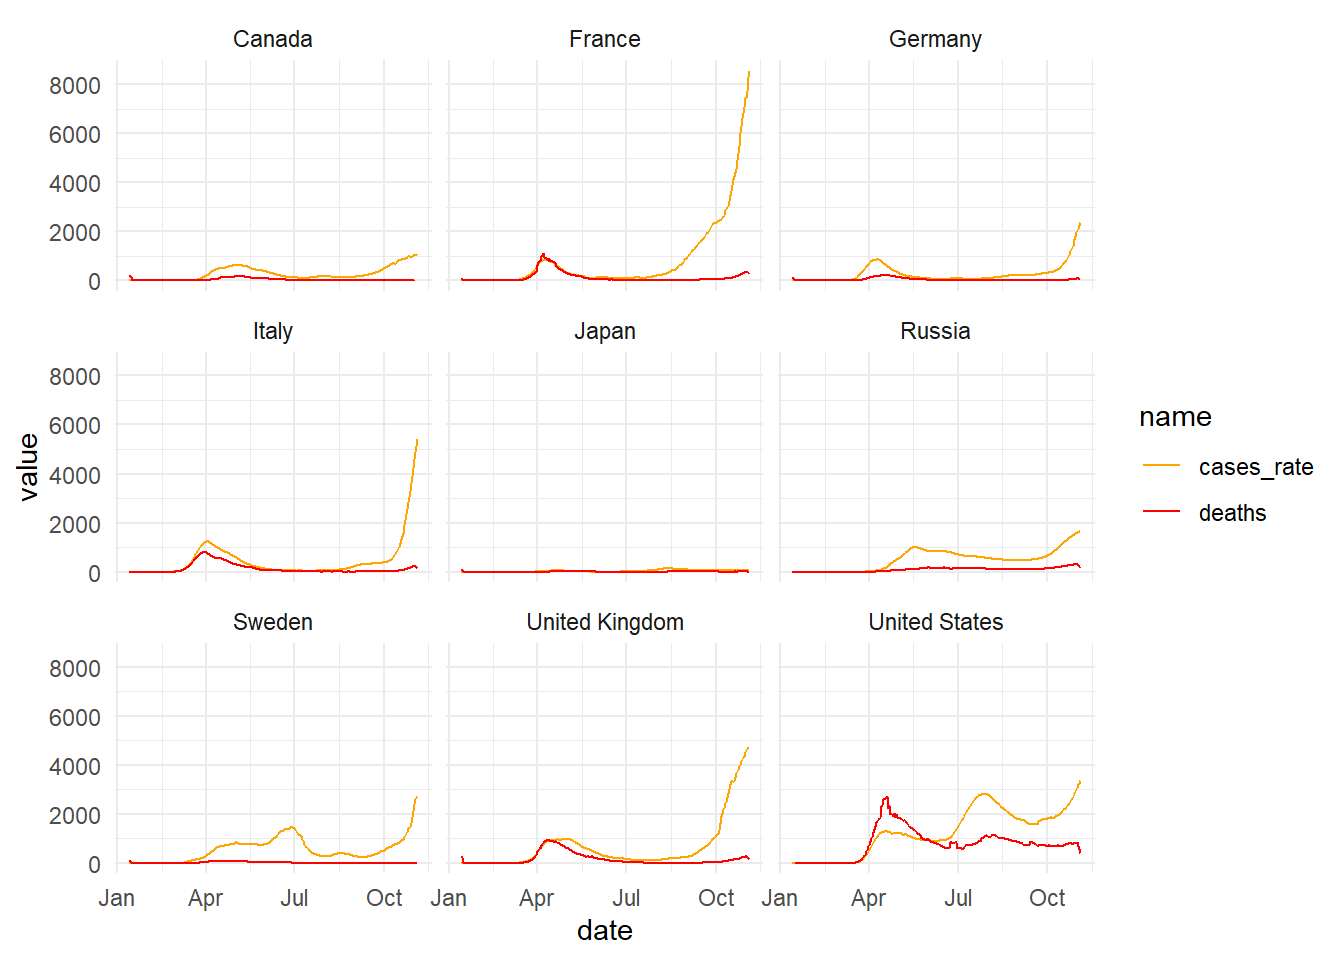 Canada France Germany
8000
6000
4000
2000
0
Italy Japan Russia
8000
6000
4000
2000
0
Sweden United Kingdom United States
8000
6000
4000
2000
0
Jan Apr Jul Oct Jan Apr Jul Oct Jan Apr Jul Oct
date
value
name
cases_rate
deaths